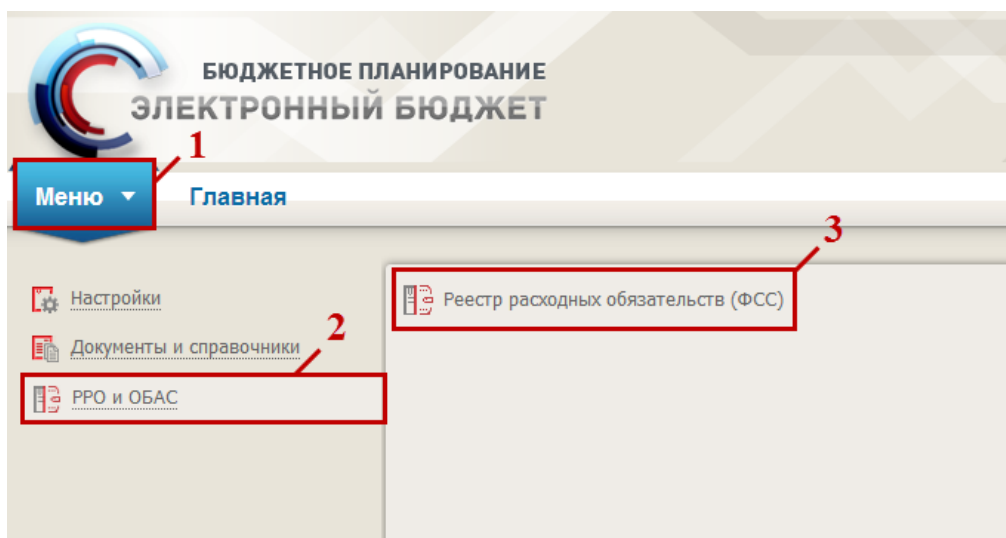 БЮДЖЕТНОЕ ПЛАНИРОВАНИЕ
ЭЛЕКТРОННЫЙ БЮДЖЕТ
1
Меню Главная
3
Настройки
Реестр расходных обязательств (ФСС)
2
Документы и справочники
РРО и ОБАС